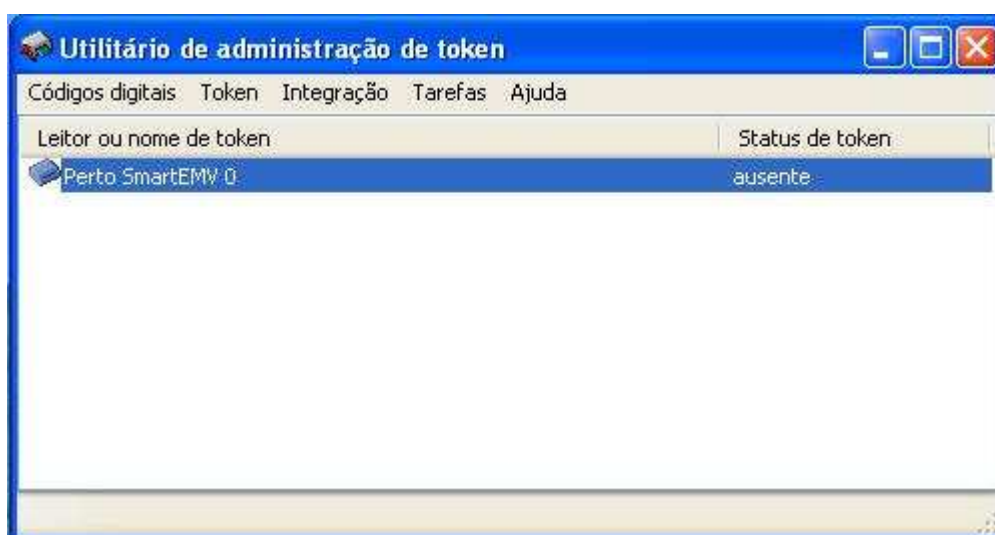 Utilitário de administração de token
Códigos digitais Token Integração Tarefas Ajuda
Leitor ou nome de token Status de token
Perto SmartEMV 0 ausente